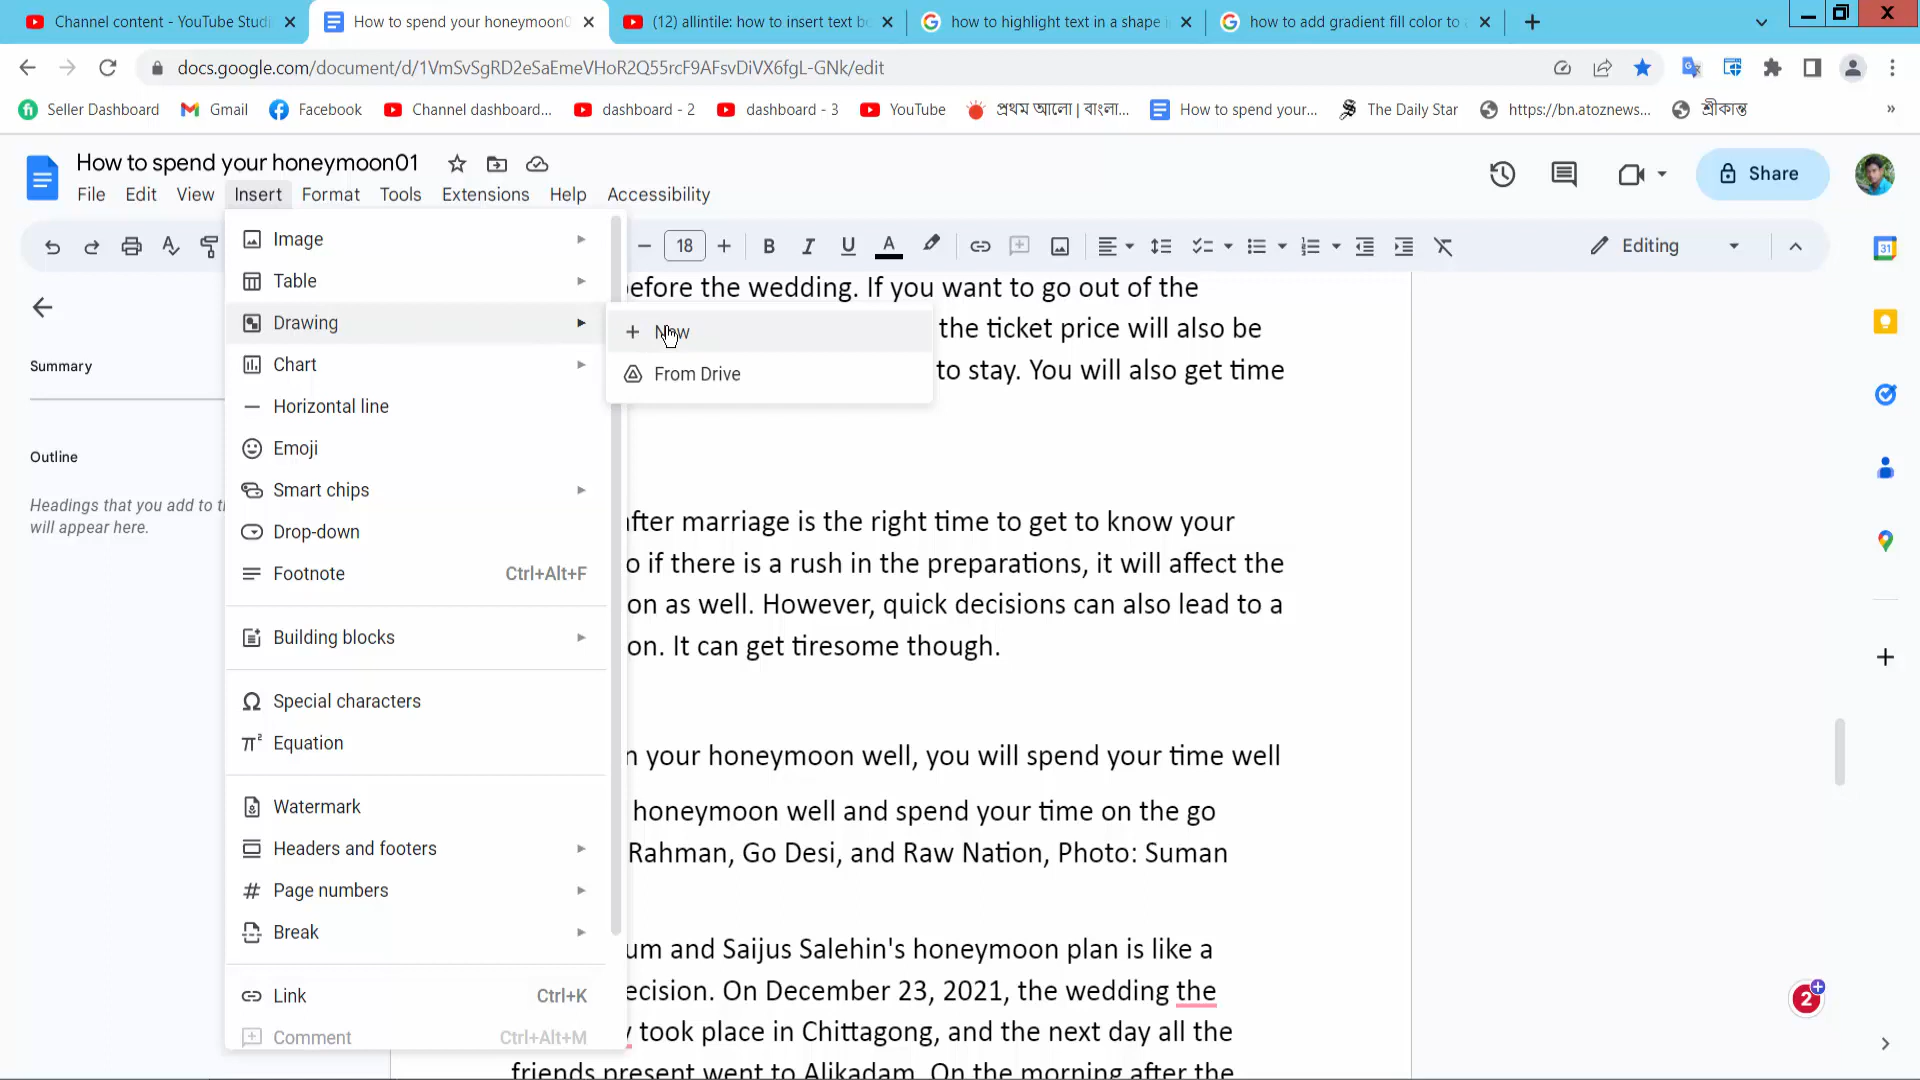 Channel content - YouTube Studi
How to spend your honeymoon0
(12) allintile: how to insert text be
how to highlight text in a shape i
how to add gradient fill color to a
docs.google.com/document/d/1VmSvSgRD2eSaEmeVHoR2Q55rcF9AFsvDiVX6fgL-GNk/edit
Seller Dashboard
Gmail
Facebook
Channel dashboard...
dashboard - 2
dashboard - 3
YouTube
প্রথম আলো | বাংলা...
How to spend your...
The Daily Star
https://bn.atoznews...
শ্রীকান্ত
»
How to spend your honeymoon01
File Edit View Insert Format Tools Extensions Help Accessibility
Share
18
B I U A
Editing
31
Summary
Outline
Headings that you add to t
will appear here.
Image
Table
Drawing
Chart
Horizontal line
Emoji
Smart chips
Drop-down
Footnote Ctrl+Alt+F
Building blocks
Special characters
Equation
Watermark
Headers and footers
Page numbers
Break
Link Ctrl+K
Comment Ctrl+Alt+M
New
From Drive
efore the wedding. If you want to go out of the
the ticket price will also be
to stay. You will also get time
after marriage is the right time to get to know your
o if there is a rush in the preparations, it will affect the
on as well. However, quick decisions can also lead to a
on. It can get tiresome though.
n your honeymoon well, you will spend your time well
honeymoon well and spend your time on the go
Rahman, Go Desi, and Raw Nation, Photo: Suman
um and Saijus Salehin's honeymoon plan is like a
ecision. On December 23, 2021, the wedding the
y took place in Chittagong, and the next day all the
friends present went to Alikadam. On the morning after the
2